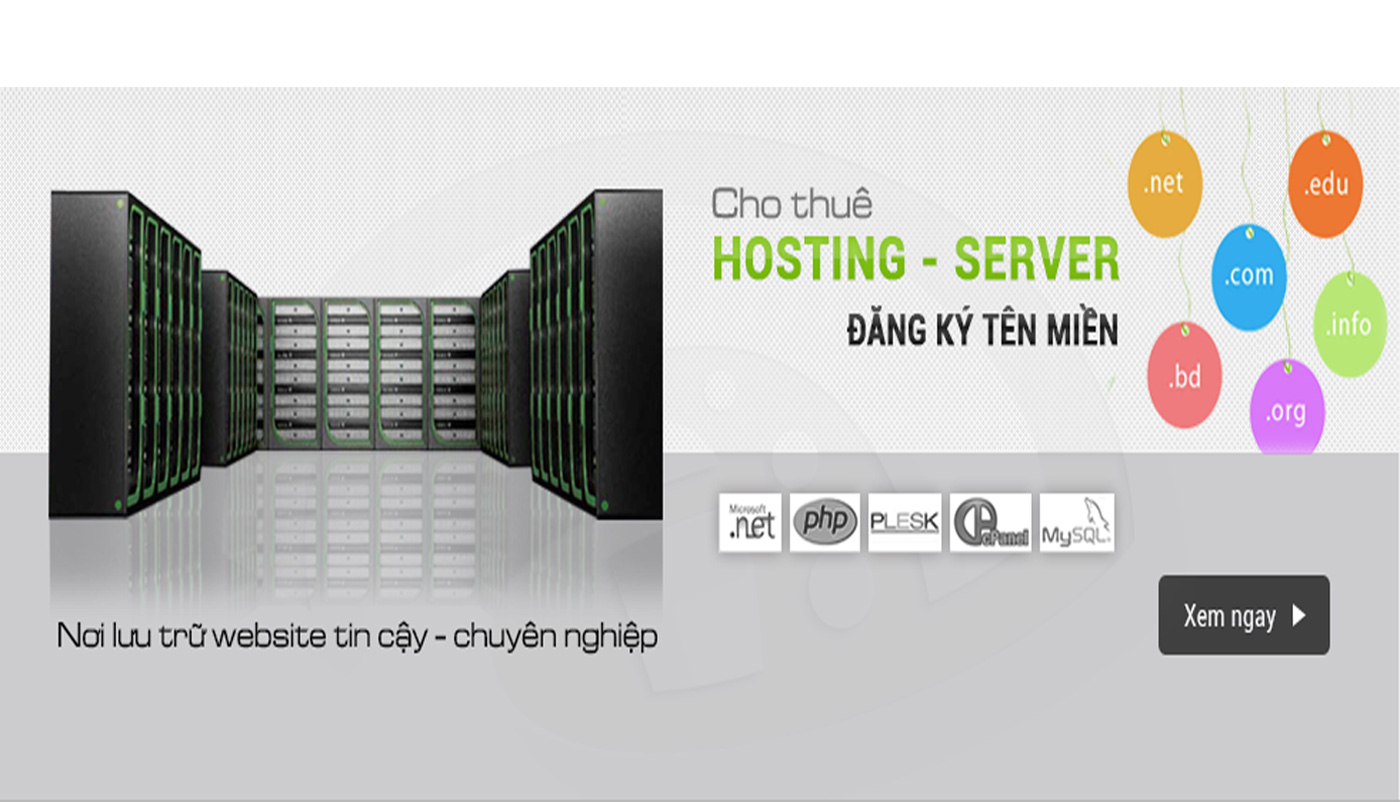 Cho thuê
HOSTING - SERVER
ĐĂNG KÝ TÊN MIỀN
.net
.edu
.com
.info
.bd
.org
Microsoft
.net
php
PLESK
cPanel
MySQL.
Xem ngay
Nơi lưu trữ website tin cậy - chuyên nghiệp